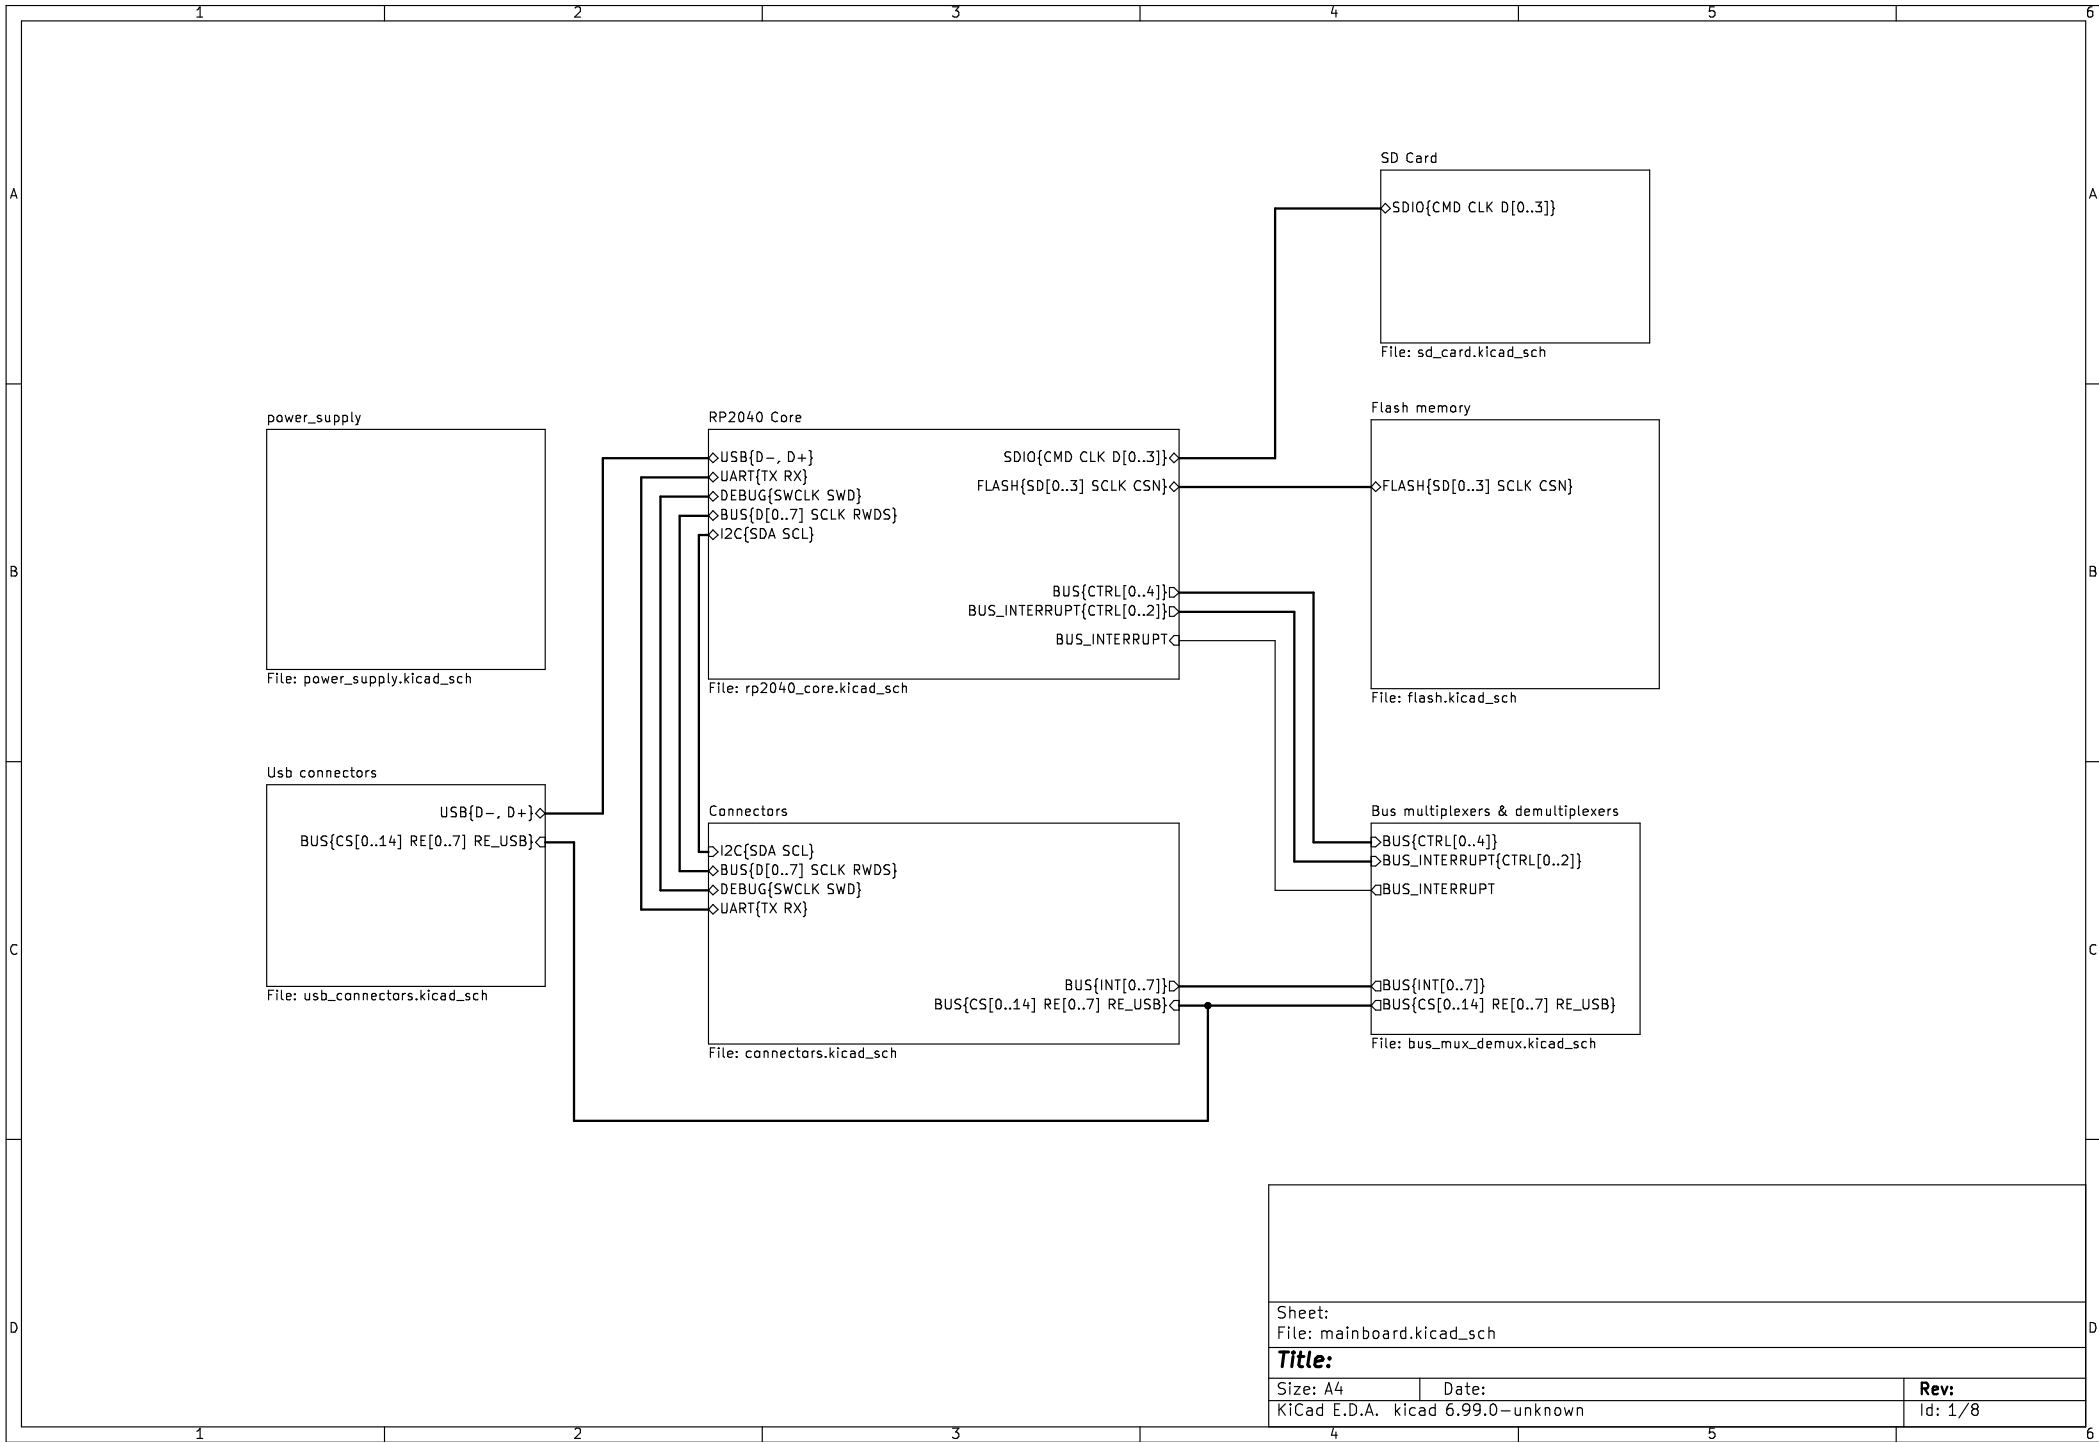 1 2 3 4 5 6
A A
SD Card
SDIO{CMD CLK D[0..3]}
File: sd_card.kicad_sch
power_supply
File: power_supply.kicad_sch
RP2040 Core
USB{D-, D+}
UART{TX RX}
DEBUG{SWCLK SWD}
BUS{D[0..7] SCLK RWDS}
I2C{SDA SCL}
SDIO{CMD CLK D[0..3]}
FLASH{SD[0..3] SCLK CSN}
BUS{CTRL[0..4]}
BUS_INTERRUPT{CTRL[0..2]}
BUS_INTERRUPT
File: rp2040_core.kicad_sch
Flash memory
FLASH{SD[0..3] SCLK CSN}
File: flash.kicad_sch
B B
Usb connectors
USB{D-, D+}
BUS{CS[0..14] RE[0..7] RE_USB}
File: usb_connectors.kicad_sch
Connectors
I2C{SDA SCL}
BUS{D[0..7] SCLK RWDS}
DEBUG{SWCLK SWD}
UART{TX RX}
BUS{INT[0..7]}
BUS{CS[0..14] RE[0..7] RE_USB}
File: connectors.kicad_sch
Bus multiplexers & demultiplexers
BUS{CTRL[0..4]}
BUS_INTERRUPT{CTRL[0..2]}
BUS_INTERRUPT
BUS{INT[0..7]}
BUS{CS[0..14] RE[0..7] RE_USB}
File: bus_mux_demux.kicad_sch
C C
Sheet:
File: mainboard.kicad_sch
Title:
Size: A4 Date: Rev:
KiCad E.D.A. kicad 6.99.0-unknown Id: 1/8
D D
1 2 3 4 5 6